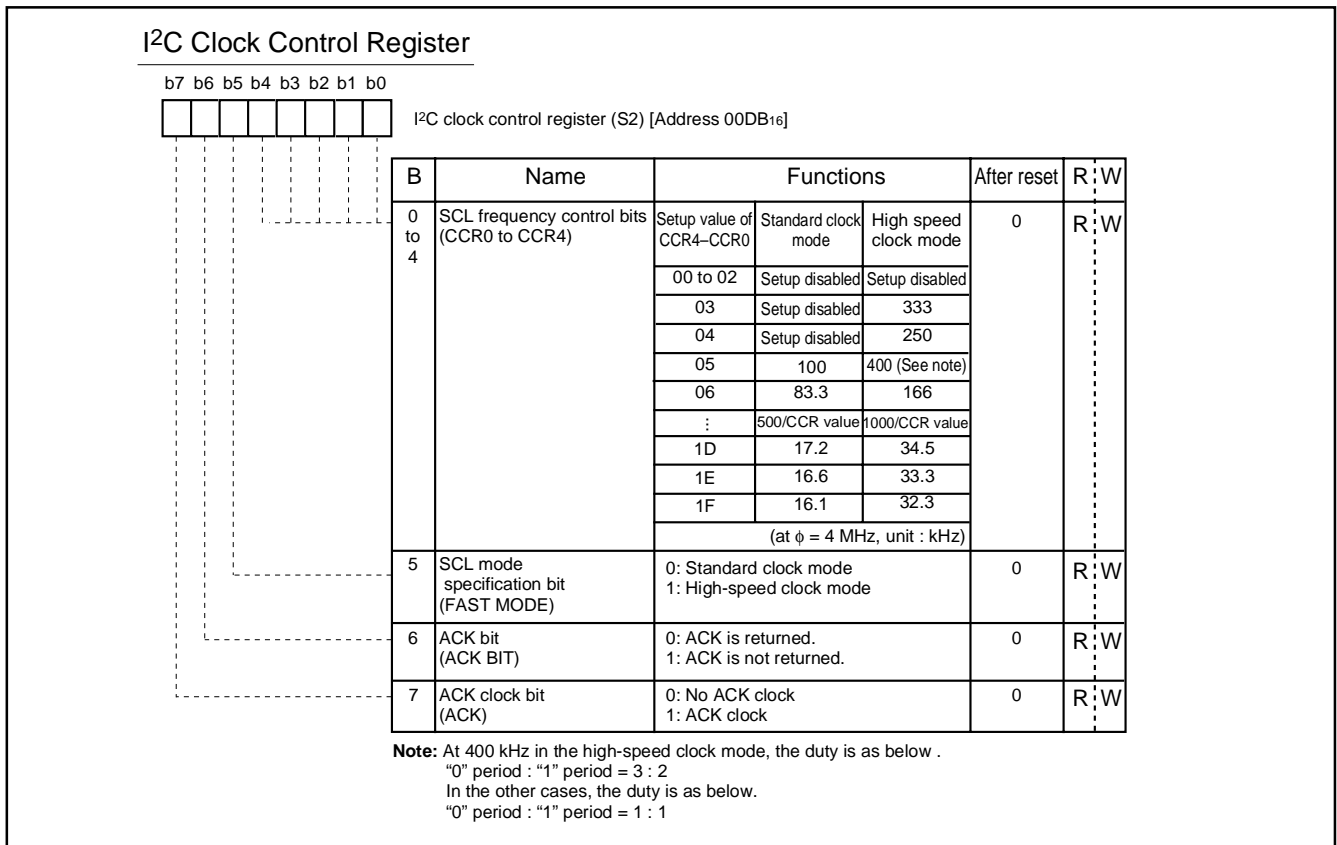 I2C Clock Control Register
b7 b6 b5 b4 b3 b2 b1 b0
I2C clock control register (S2) [Address 00DB16]
B Name Functions After reset R W
0 to 4 SCL frequency control bits (CCR0 to CCR4) 0 R W
Setup value of CCR4–CCR0 Standard clock mode High speed clock mode
00 to 02 Setup disabled Setup disabled
03 Setup disabled 333
04 Setup disabled 250
05 100 400 (See note)
06 83.3 166
⋮ 500/CCR value 1000/CCR value
1D 17.2 34.5
1E 16.6 33.3
1F 16.1 32.3
(at ϕ = 4 MHz, unit : kHz)
5 SCL mode 0: Standard clock mode 0 R W
specification bit 1: High-speed clock mode
(FAST MODE)
6 ACK bit 0: ACK is returned. 0 R W
(ACK BIT) 1: ACK is not returned.
7 ACK clock bit 0: No ACK clock 0 R W
(ACK) 1: ACK clock
Note: At 400 kHz in the high-speed clock mode, the duty is as below .
“0” period : “1” period = 3 : 2
In the other cases, the duty is as below.
“0” period : “1” period = 1 : 1